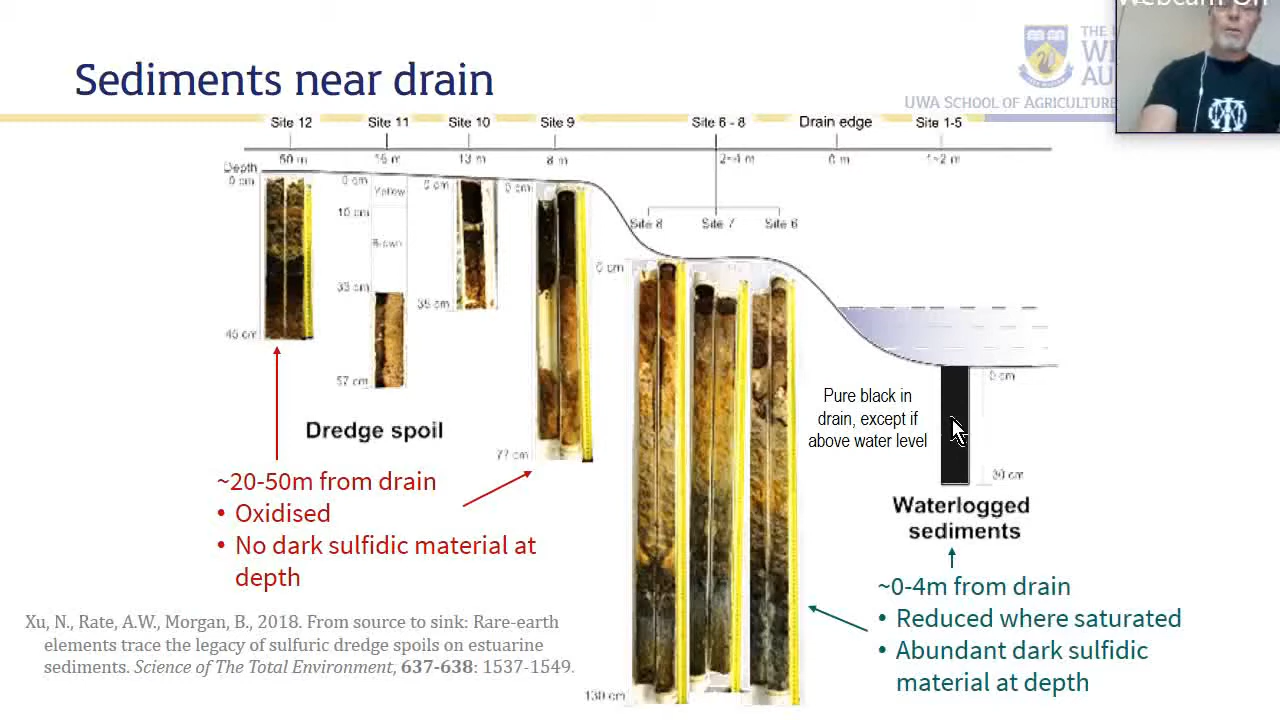 Webcam On
Sediments near drain
THE
WE
AU
UWA SCHOOL OF AGRICULTURE
Site 12
Site 11
Site 10
Site 9
Site 6 - 8
Drain edge
Site 1-5
50 m
13 m
8 m
2-4 m
0 m
1-2 m
Depth
0 cm
0 cm
0 cm
0 cm
Yellow
10 cm
Brown
33 cm
35 cm
45 cm
57 cm
77 cm
Site 8
Site 7
Site 6
0 cm
130 cm
Dredge spoil
~20-50m from drain
• Oxidised
• No dark sulfidic material at
depth
Pure black in
drain, except if
above water level
0 cm
30 cm
Waterlogged
sediments
~0-4m from drain
• Reduced where saturated
• Abundant dark sulfidic
material at depth
Xu, N., Rate, A.W., Morgan, B., 2018. From source to sink: Rare-earth
elements trace the legacy of sulfuric dredge spoils on estuarine
sediments. Science of The Total Environment, 637-638: 1537-1549.